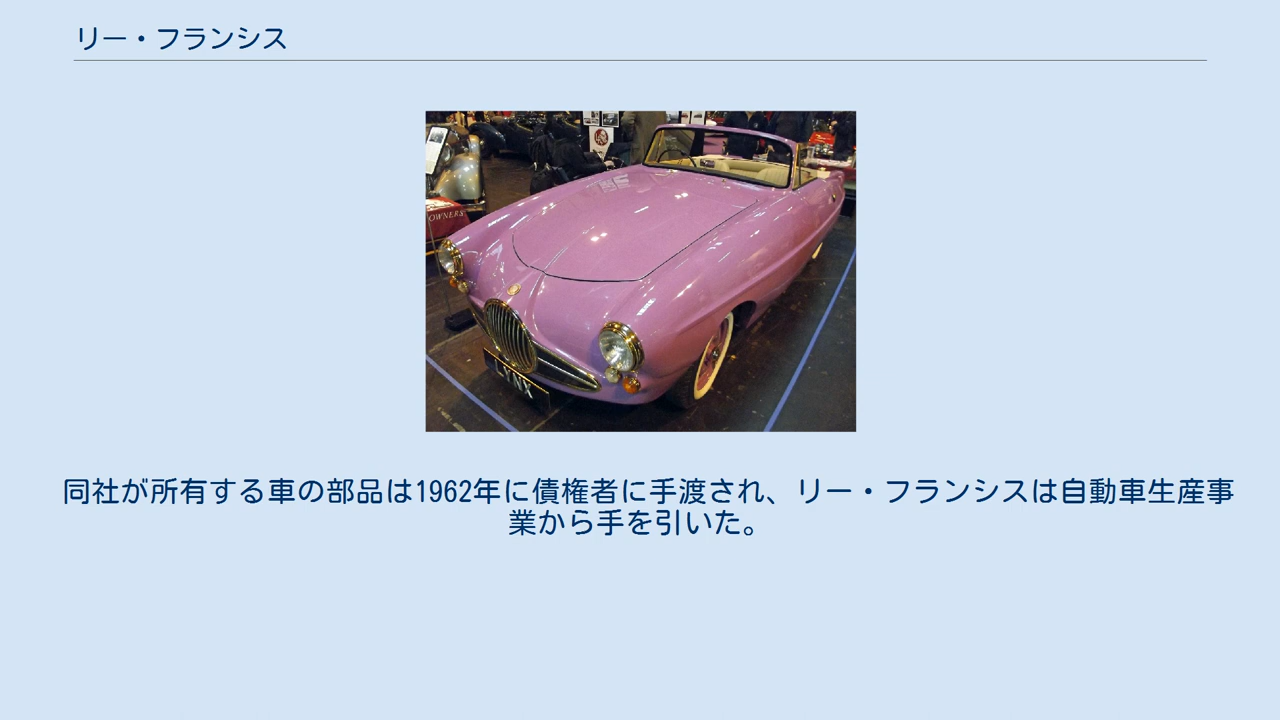 リー・フランシス
OWNERS
LYNX
同社が所有する車の部品は1962年に債権者に手渡され、リー・フランシスは自動車生産事
業から手を引いた。